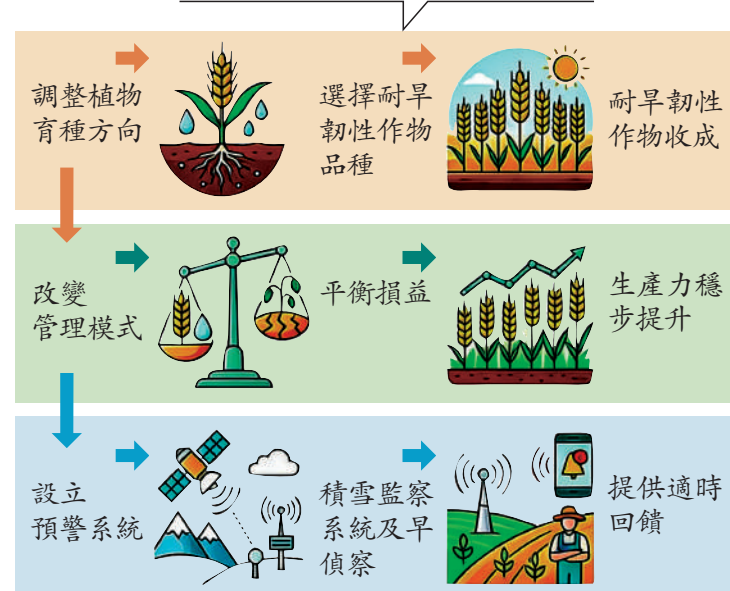 調整植物
育種方向
選擇耐旱
韌性作物
品種
耐旱韌性
作物收成
改變
管理模式
平衡損益
生產力穩
步提升
設立
預警系統
積雪監察
系統及早
偵察
提供適時
回饋